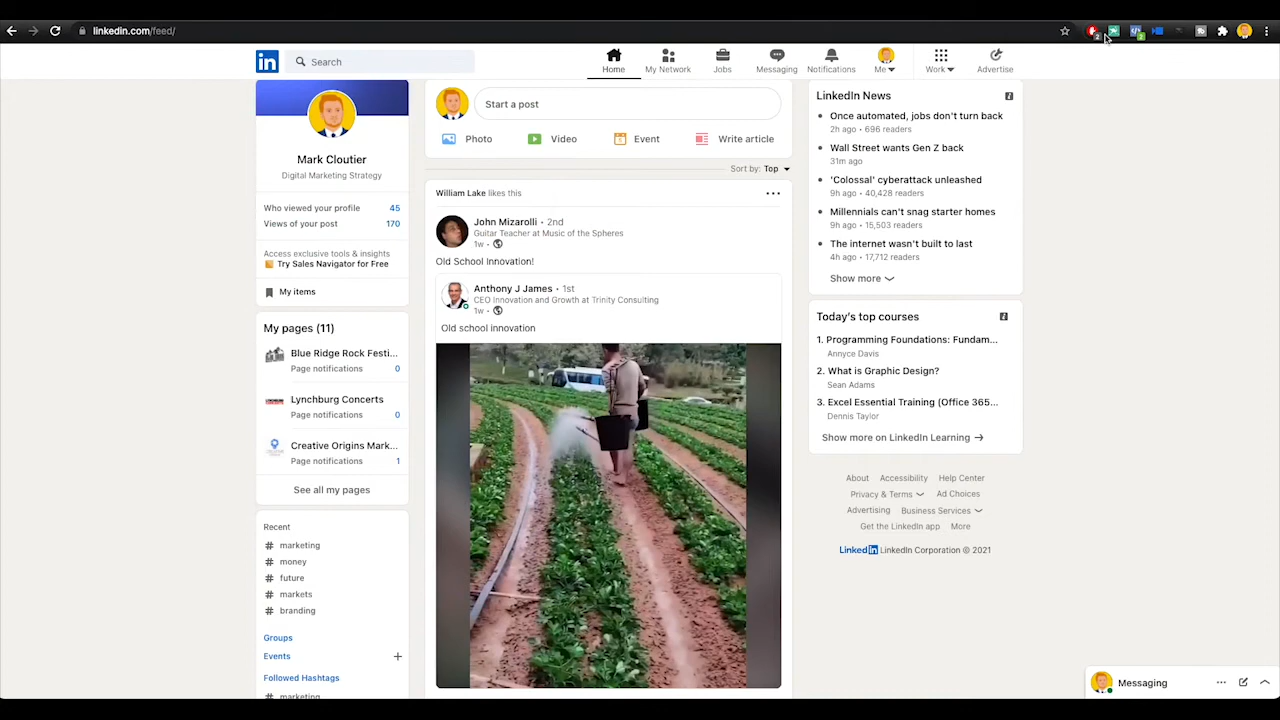 linkedin.com/feed/
2
2
in
Search
Home
My Network
Jobs
Messaging
Notifications
Me
Work
Advertise
Mark Cloutier
Digital Marketing Strategy
Who viewed your profile 45
Views of your post 170
Access exclusive tools & insights
Try Sales Navigator for Free
My items
My pages (11)
Blue Ridge Rock Festi...
Page notifications 0
Lynchburg Concerts
Page notifications 0
Creative Origins Mark...
Page notifications 1
See all my pages
Recent
# marketing
# money
# future
# markets
# branding
Groups
Events +
Followed Hashtags
# marketing
Start a post
Photo
Video
Event
Write article
Sort by: Top
William Lake likes this
John Mizarolli • 2nd
Guitar Teacher at Music of the Spheres
1w •
Old School Innovation!
Anthony J James • 1st
CEO Innovation and Growth at Trinity Consulting
1w •
Old school innovation
LinkedIn News
• Once automated, jobs don't turn back
2h ago • 696 readers
• Wall Street wants Gen Z back
31m ago
• 'Colossal' cyberattack unleashed
9h ago • 40,428 readers
• Millennials can't snag starter homes
9h ago • 15,503 readers
• The internet wasn't built to last
4h ago • 17,712 readers
Show more
Today's top courses
1. Programming Foundations: Fundam...
Annyce Davis
2. What is Graphic Design?
Sean Adams
3. Excel Essential Training (Office 365...
Dennis Taylor
Show more on LinkedIn Learning →
About Accessibility Help Center
Privacy & Terms Ad Choices
Advertising Business Services
Get the LinkedIn app More
LinkedIn LinkedIn Corporation © 2021
Messaging